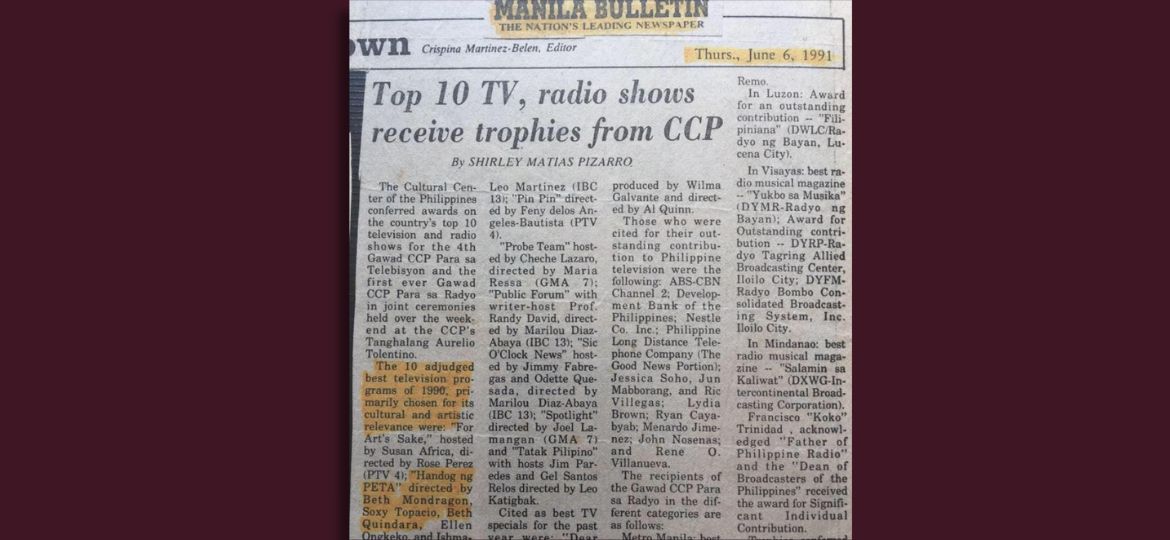 MANILA BULLETIN
THE NATION'S LEADING NEWSPAPER
own Crispina Martinez-Belen, Editor
Thurs., June 6, 1991
Top 10 TV, radio shows
receive trophies from CCP
By SHIRLEY MATIAS PIZARRO
The Cultural Cen-
ter of the Philippines
conferred awards on
the country's top 10
television and radio
shows for the 4th
Gawad CCP Para sa
Telebisyon and the
first ever Gawad
CCP Para sa Radyo
in joint ceremonies
held over the week-
end at the CCP's
Tanghalang Aurelio
Tolentino.
The 10 adjudged
best television pro-
grams of 1990, pri-
marily chosen for its
cultural and artistic
relevance were: "For
Art's Sake," hosted
by Susan Africa, di-
rected by Rose Perez
(PTV 4); "Handog ng
PETA" directed by
Beth Mondragon,
Soxy Topacio, Beth
Quindara, Ellen
Ongkeko and Ishma-
Leo Martinez (IBC
13); "Pin Pin" direct-
ed by Feny delos An-
geles-Bautista (PTV
4).
"Probe Team" host-
ed by Cheche Lazaro,
directed by Maria
Ressa (GMA 7);
"Public Forum" with
writer-host Prof.
Randy David, direct-
ed by Marilou Diaz-
Abaya (IBC 13); "Sic
O'Clock News" host-
ed by Jimmy Fabre-
gas and Odette Que-
sada, directed by
Marilou Diaz-Abaya
(IBC 13); "Spotlight"
directed by Joel La-
mangan (GMA 7)
and "Tatak Pilipino"
with hosts Jim Par-
edes and Gel Santos
Relos directed by Leo
Katigbak.
Cited as best TV
specials for the past
year were: "Dear
produced by Wilma
Galvante and direct-
ed by Al Quinn.
Those who were
cited for their out-
standing contribu-
tion to Philippine
television were the
following: ABS-CBN
Channel 2; Develop-
ment Bank of the
Philippines; Nestle
Co. Inc.; Philippine
Long Distance Tele-
phone Company (The
Good News Portion);
Jessica Soho, Jun
Mabborang, and Ric
Villegas; Lydia
Brown; Ryan Caya-
byab; Menardo Jime-
nez; John Nosenas;
and Rene O.
Villanueva.
The recipients of
the Gawad CCP Para
sa Radyo in the dif-
ferent categories are
as follows:
Metro Manila: best
Remo.
In Luzon: Award
for an outstanding
contribution -- "Fili-
piniana" (DWLC/Ra-
dyo ng Bayan, Lu-
cena City).
In Visayas: best ra-
dio musical magazine
-- "Yukbo sa Musika"
(DYMR-Radyo ng
Bayan); Award for
Outstanding contri-
bution -- DYRP-Ra-
dyo Tagring Allied
Broadcasting Center,
Iloilo City; DYFM-
Radyo Bombo Con-
solidated Broadcast-
ing System, Inc.
Iloilo City.
In Mindanao: best
radio musical maga-
zine -- "Salamin sa
Kaliwat" (DXWG-In-
tercontinental Broad-
casting Corporation).
Francisco "Koko"
Trinidad , acknowl-
edged "Father of
Philippine Radio"
and the "Dean of
Broadcasters of the
Philippines" received
the award for Signifi-
cant Individual
Contribution.